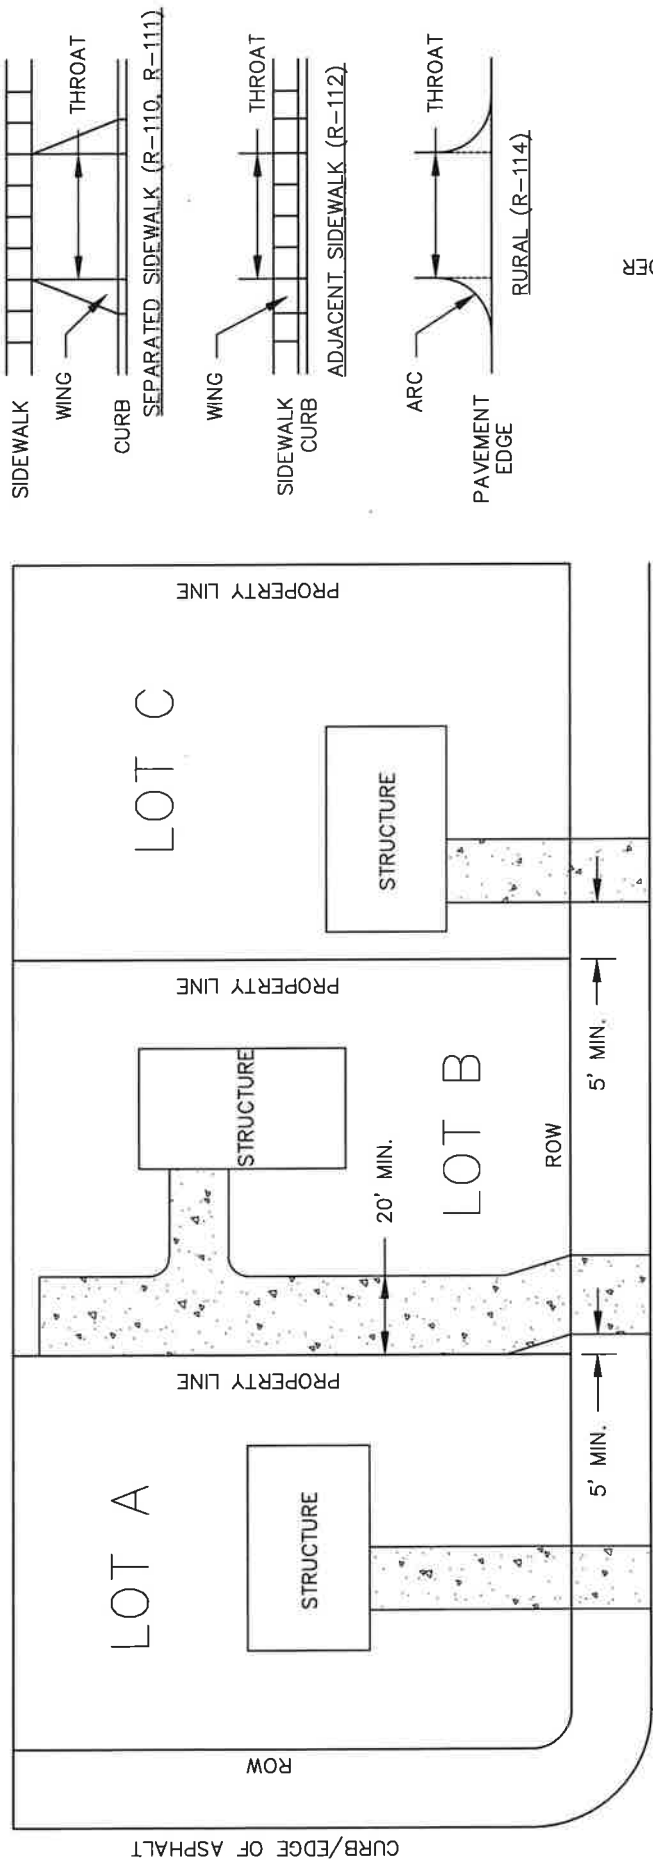 SIDEWALK
WING
THROAT
CURB
SEPARATED SIDEWALK (R-110, R-111)
WING
THROAT
SIDEWALK
CURB
ADJACENT SIDEWALK (R-112)
ARC
THROAT
PAVEMENT
EDGE
RURAL (R-114)
CURB/EDGE OF ASPHALT
ROW
LOT A
STRUCTURE
PROPERTY LINE
5' MIN.
20' MIN.
STRUCTURE
LOT B
ROW
PROPERTY LINE
5' MIN.
LOT C
STRUCTURE
PROPERTY LINE